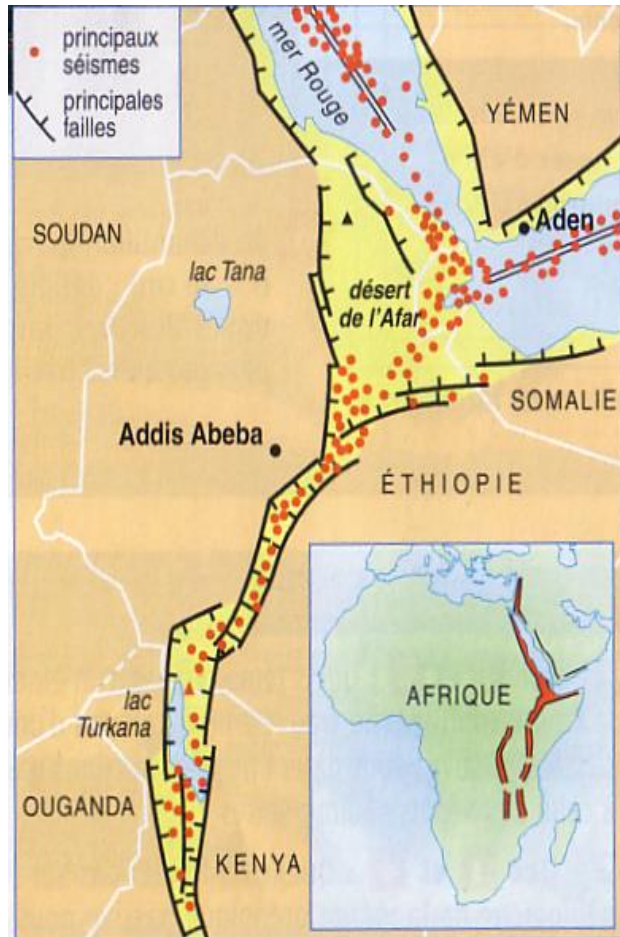 principaux
séismes
principales
failles
mer Rouge
YÉMEN
SOUDAN
Aden
lac Tana
désert
de l'Afar
SOMALIE
Addis Abeba
ÉTHIOPIE
AFRIQUE
lac
Turkana
OUGANDA
KENYA